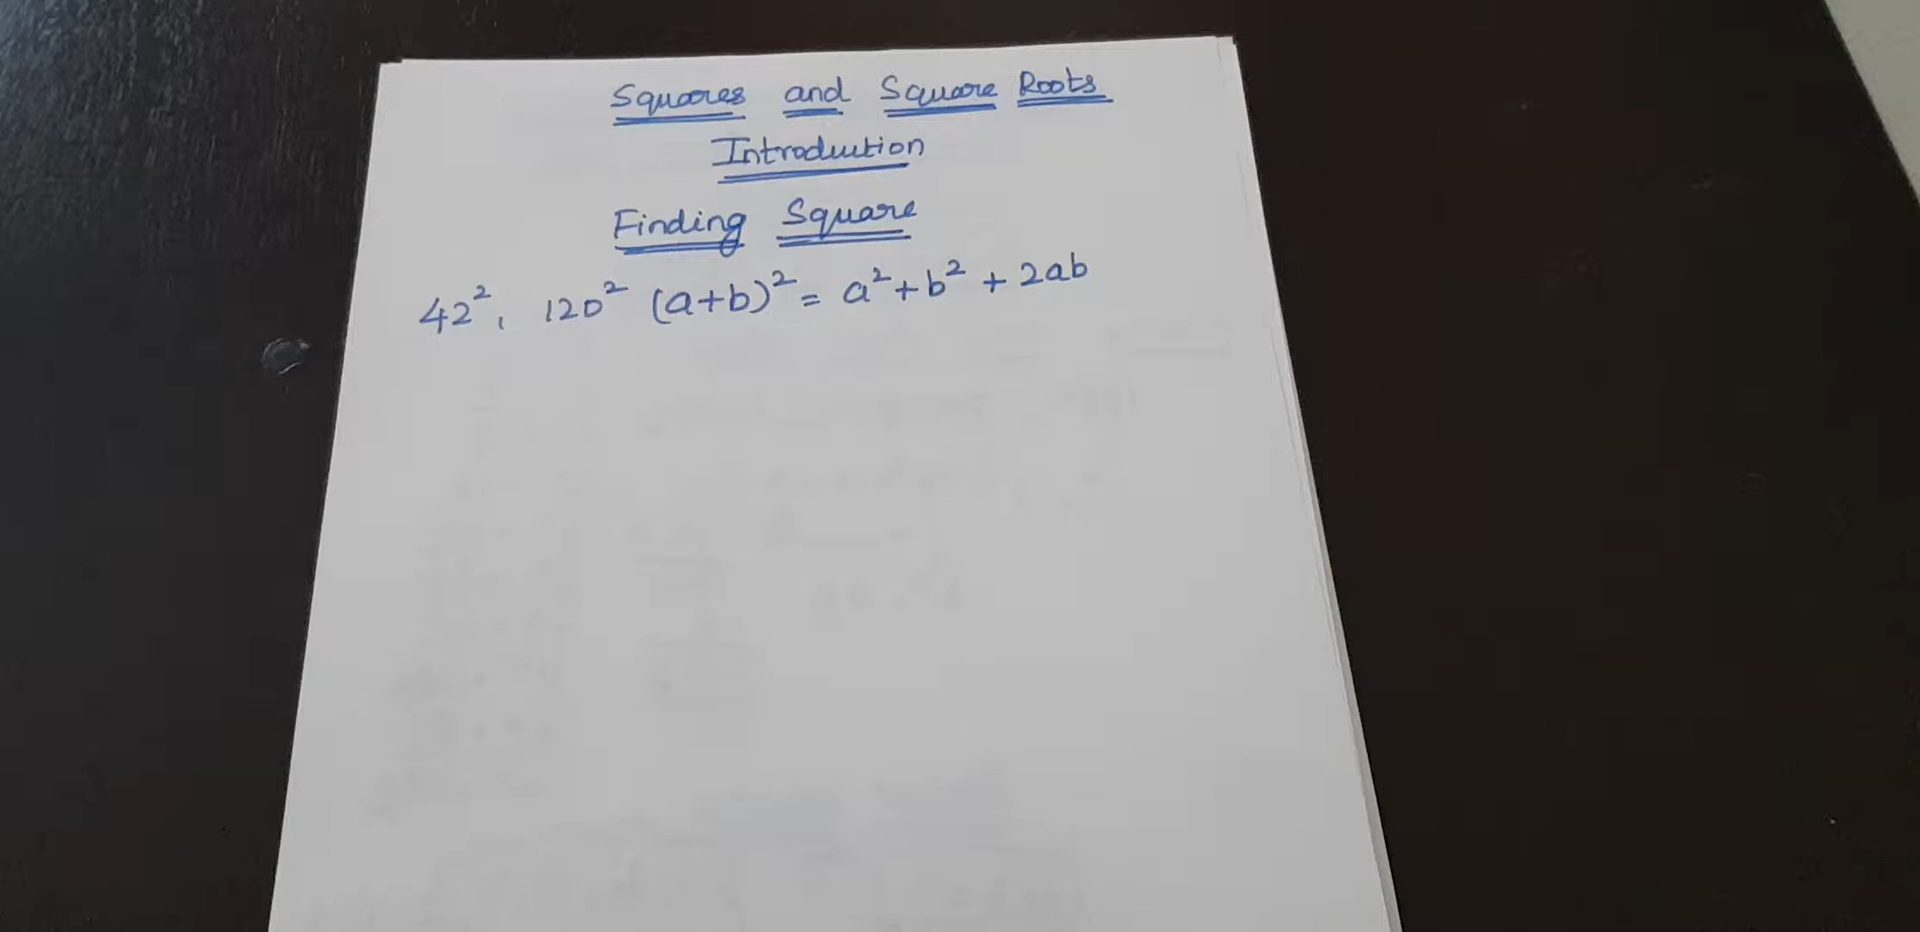 Squares and Square Roots
Introduction
Finding Square
42², 120² (a+b)² = a² + b² + 2ab